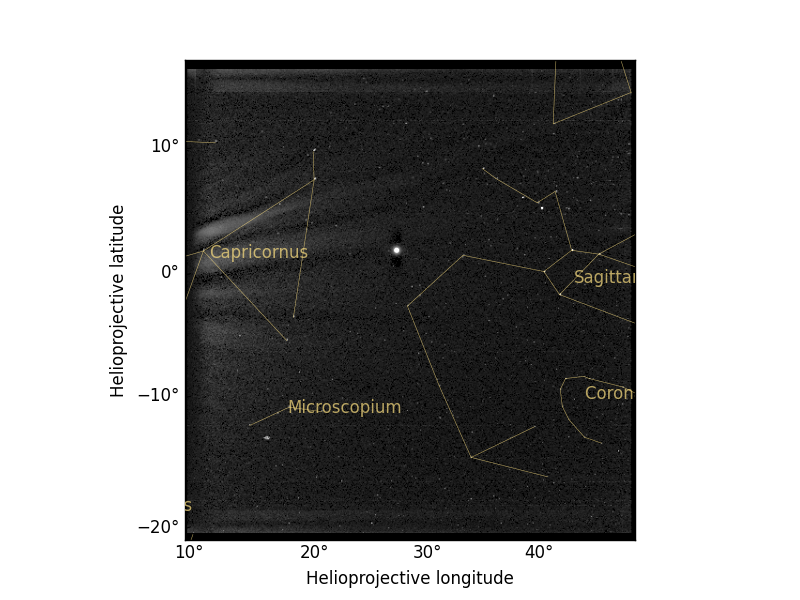 10°
0°
−10°
−20°
Helioprojective latitude
Capricornus
Sagittar
Coron
Microscopium
s
10°
20°
30°
40°
Helioprojective longitude